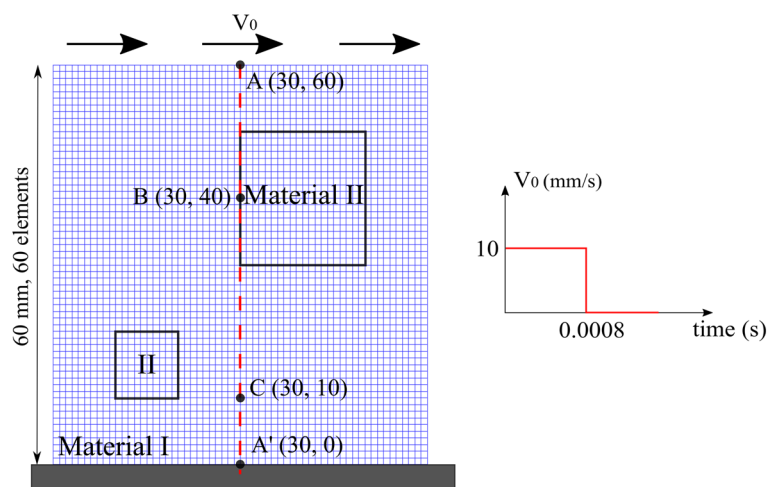 V₀
A (30, 60)
60 mm, 60 elements
B (30, 40)
Material II
II
C (30, 10)
Material I
A' (30, 0)
V₀ (mm/s)
10
0.0008
time (s)